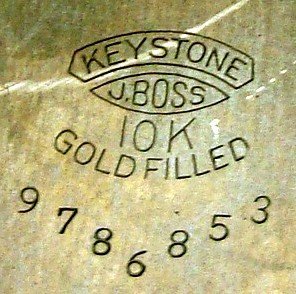 KEYSTONE
J.BOSS
10K
GOLD FILLED
9786853